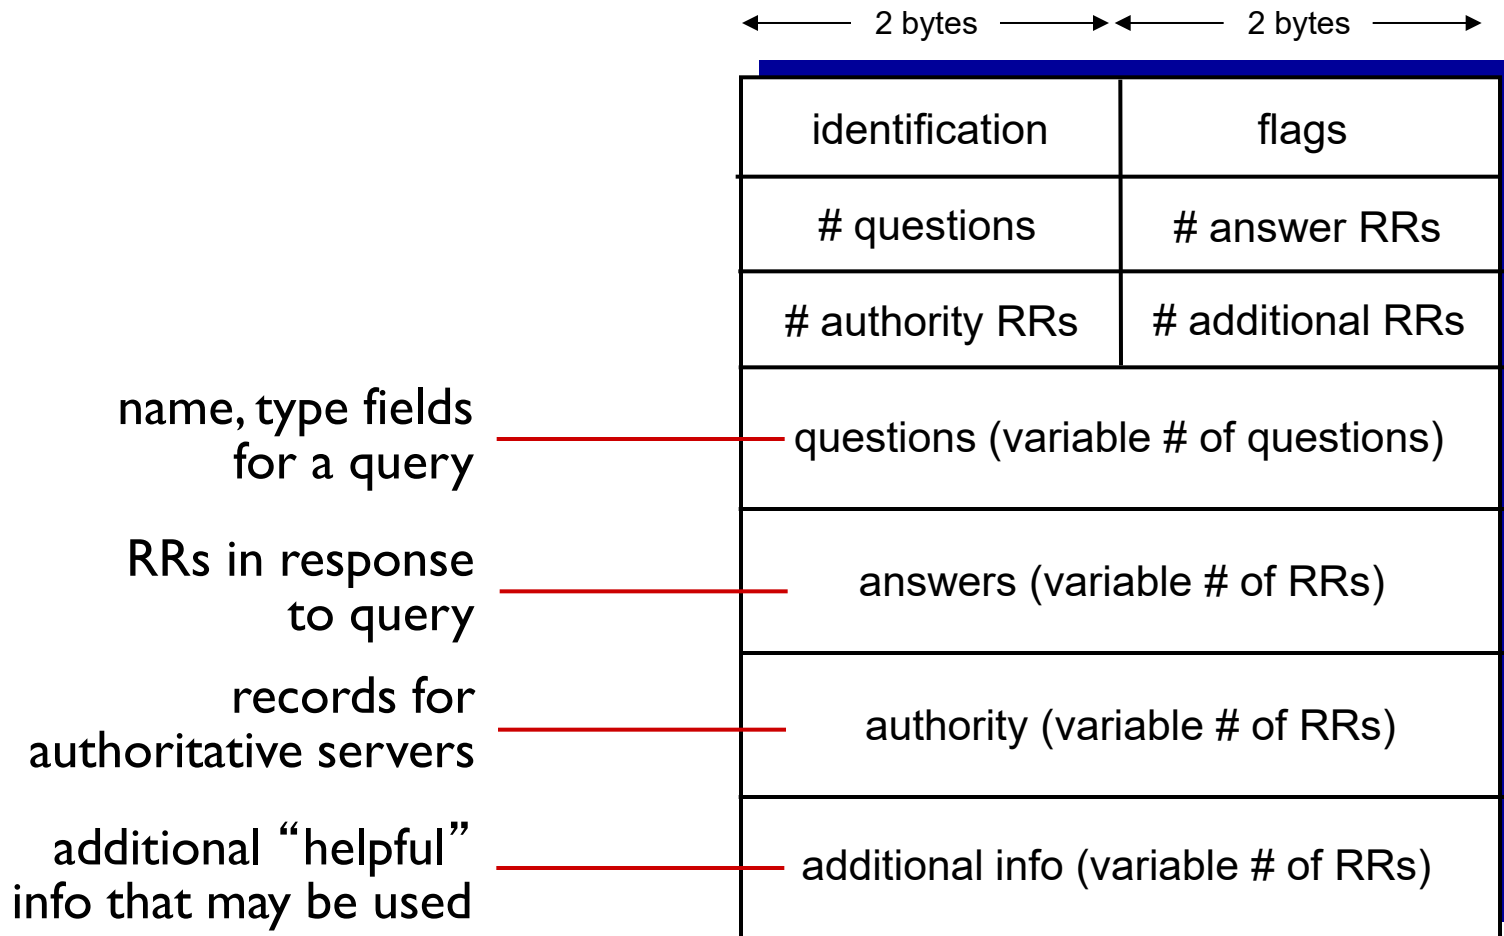 2 bytes 2 bytes
identification flags
# questions # answer RRs
# authority RRs # additional RRs
name, type fields
for a query
questions (variable # of questions)
RRs in response
to query
answers (variable # of RRs)
records for
authoritative servers
authority (variable # of RRs)
additional “helpful”
info that may be used
additional info (variable # of RRs)